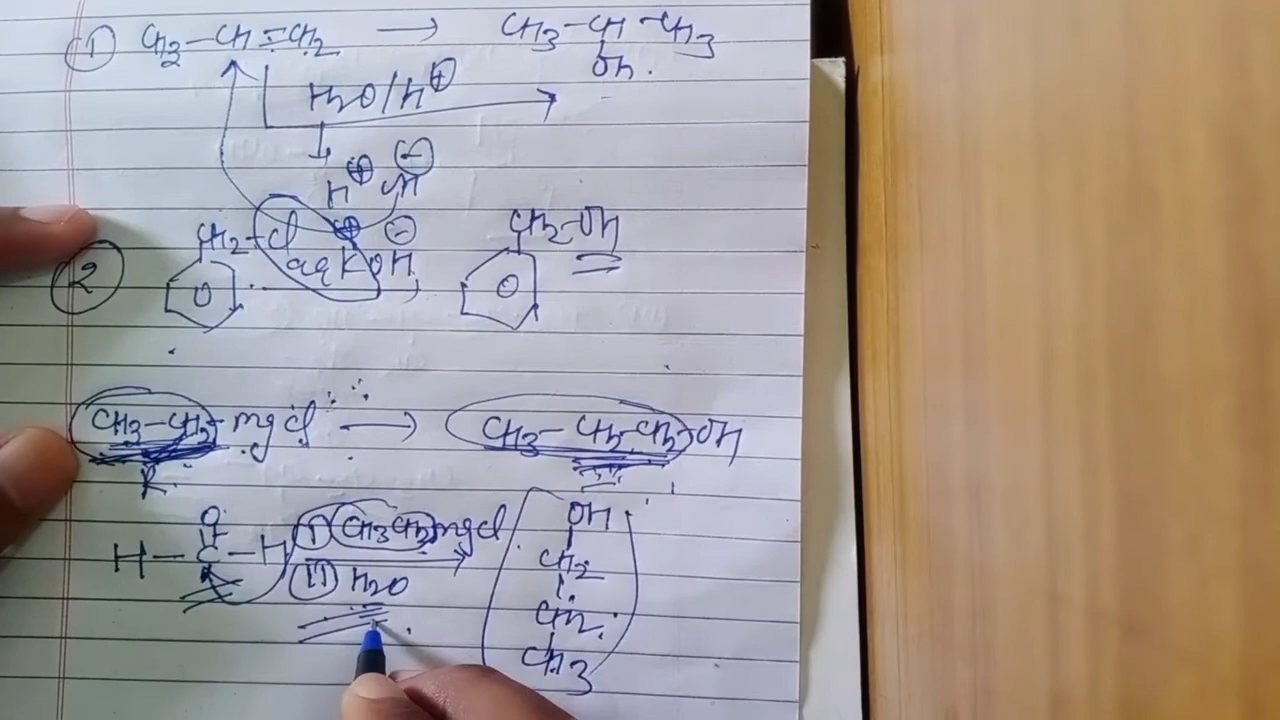 ① CH3-CH=CH2 → CH3-CH-CH3
OH
H2O/H⊕
H⊕ OH⊖
② CH2-Cl aq KOH CH2-OH
⊕ ⊖
CH3-CH2-mgcl → CH3-CH2-CH2-OH
R
O
H-C-H Ⅰ CH3CH2mgcl
Ⅱ H2O
OH
CH2
CH2
CH3